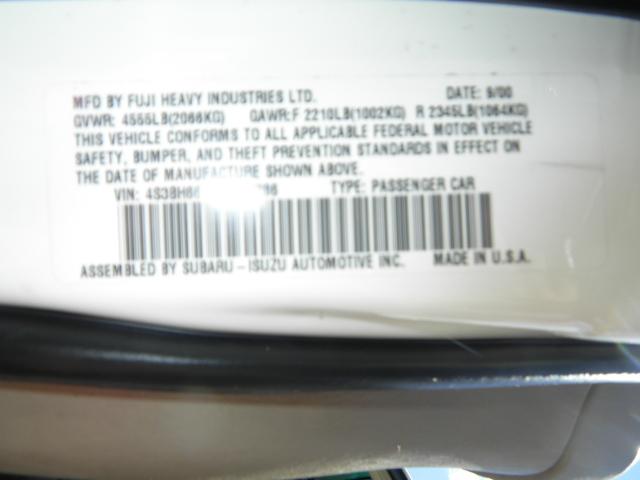 MFD BY FUJI HEAVY INDUSTRIES LTD. DATE: 9/00
GVWR: 4555LB(2066KG) GAWR:F 2210LB(1002KG) R 2345LB(1064KG)
THIS VEHICLE CONFORMS TO ALL APPLICABLE FEDERAL MOTOR VEHICLE
SAFETY, BUMPER, AND THEFT PREVENTION STANDARDS IN EFFECT ON
THE DATE OF MANUFACTURE SHOWN ABOVE.
VIN: TYPE: PASSENGER CAR
ASSEMBLED BY SUBARU-ISUZU AUTOMOTIVE INC. MADE IN U.S.A.